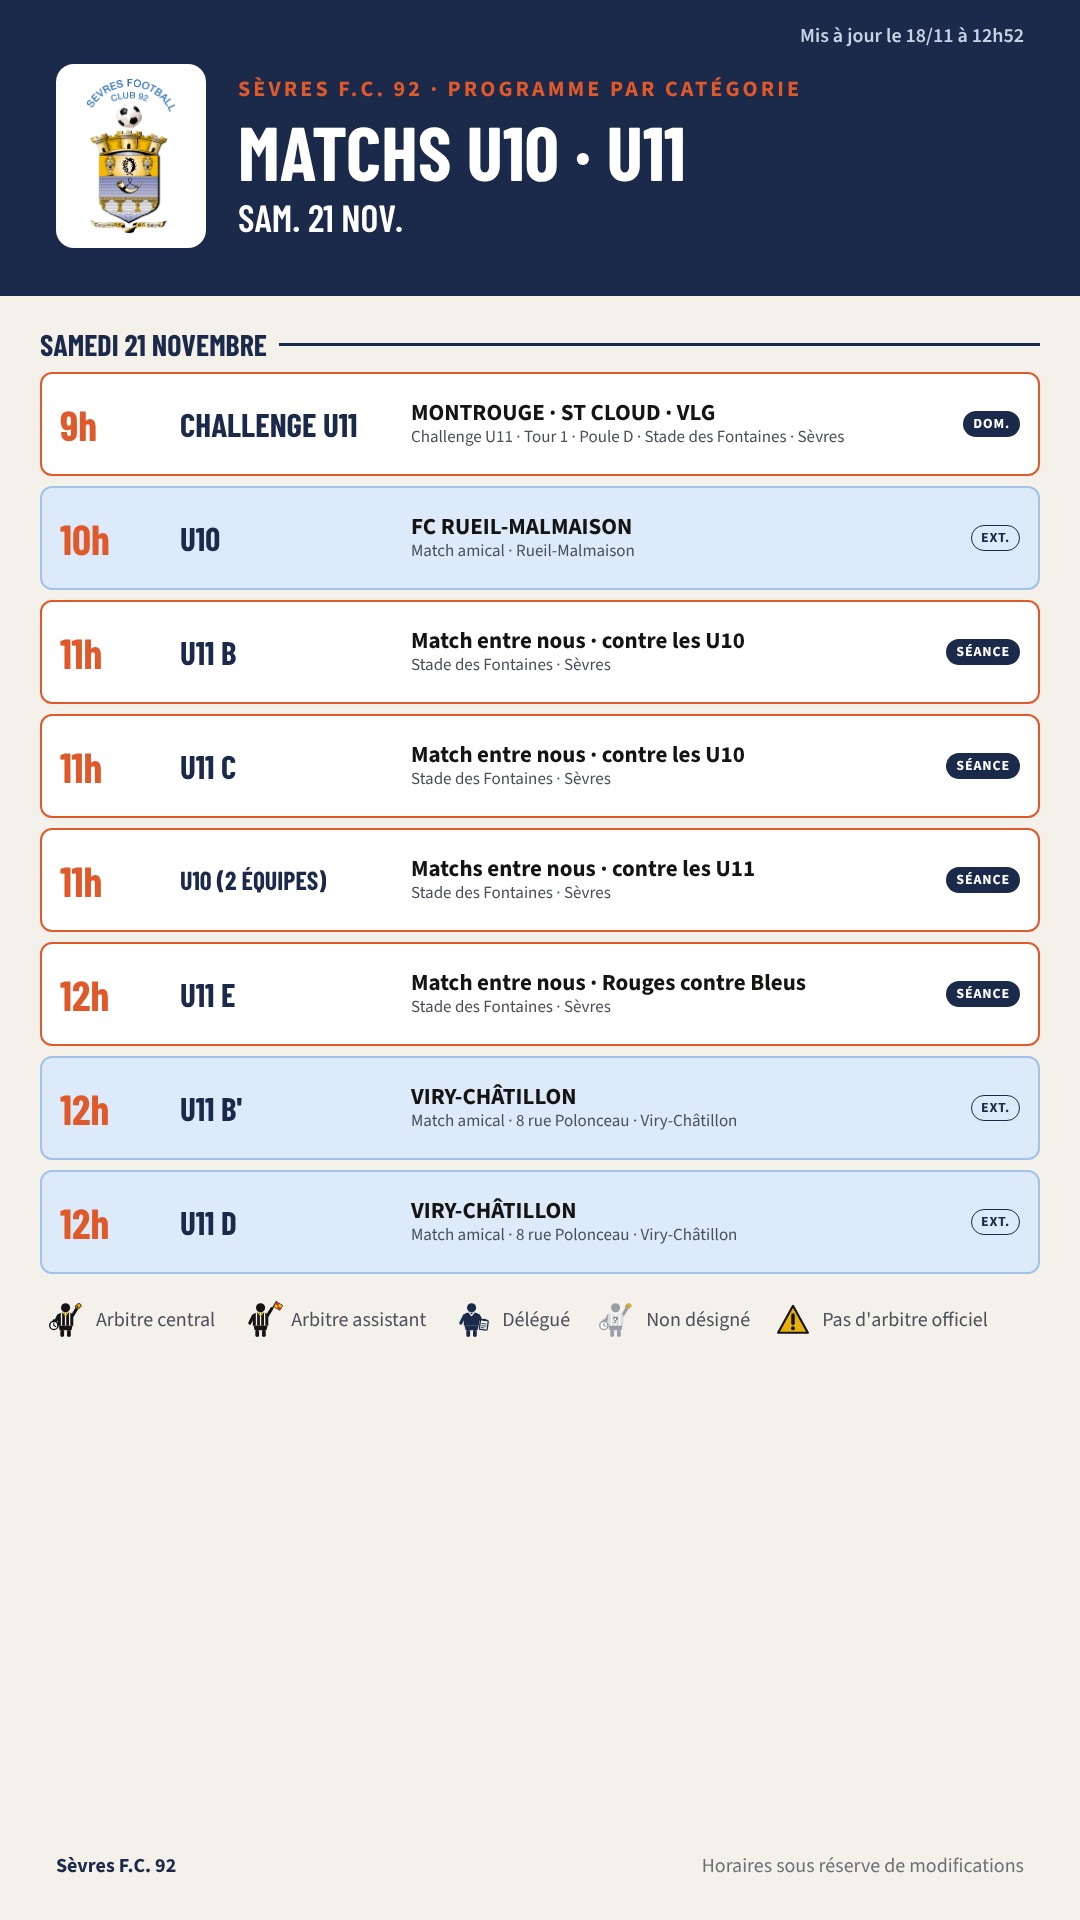 Mis à jour le 18/11 à 12h52
SEVRES FOOTBALL
CLUB 92
SÈVRES F.C. 92 · PROGRAMME PAR CATÉGORIE
MATCHS U10 · U11
SAM. 21 NOV.
SAMEDI 21 NOVEMBRE
9h
CHALLENGE U11
MONTROUGE · ST CLOUD · VLG
Challenge U11 · Tour 1 · Poule D · Stade des Fontaines · Sèvres
DOM.
10h
U10
FC RUEIL-MALMAISON
Match amical · Rueil-Malmaison
EXT.
11h
U11 B
Match entre nous · contre les U10
Stade des Fontaines · Sèvres
SÉANCE
11h
U11 C
Match entre nous · contre les U10
Stade des Fontaines · Sèvres
SÉANCE
11h
U10 (2 ÉQUIPES)
Matchs entre nous · contre les U11
Stade des Fontaines · Sèvres
SÉANCE
12h
U11 E
Match entre nous · Rouges contre Bleus
Stade des Fontaines · Sèvres
SÉANCE
12h
U11 B'
VIRY-CHÂTILLON
Match amical · 8 rue Polonceau · Viry-Châtillon
EXT.
12h
U11 D
VIRY-CHÂTILLON
Match amical · 8 rue Polonceau · Viry-Châtillon
EXT.
Arbitre central
Arbitre assistant
Délégué
?
Non désigné
Pas d'arbitre officiel
Sèvres F.C. 92
Horaires sous réserve de modifications